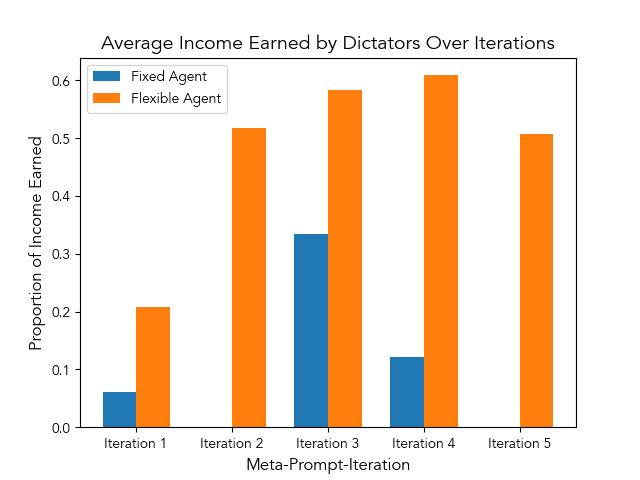 Average Income Earned by Dictators Over Iterations
Fixed Agent
Flexible Agent
Proportion of Income Earned
0.6
0.5
0.4
0.3
0.2
0.1
0.0
Iteration 1
Iteration 2
Iteration 3
Iteration 4
Iteration 5
Meta-Prompt-Iteration